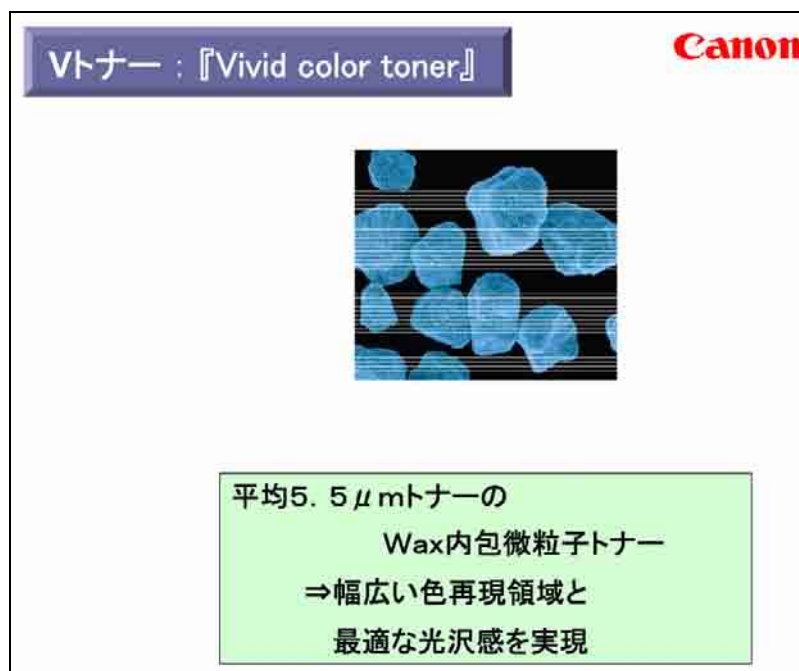 Vトナー：『Vivid color toner』
Canon
平均5．5μmトナーの
Wax内包微粒子トナー
⇒幅広い色再現領域と
最適な光沢感を実現